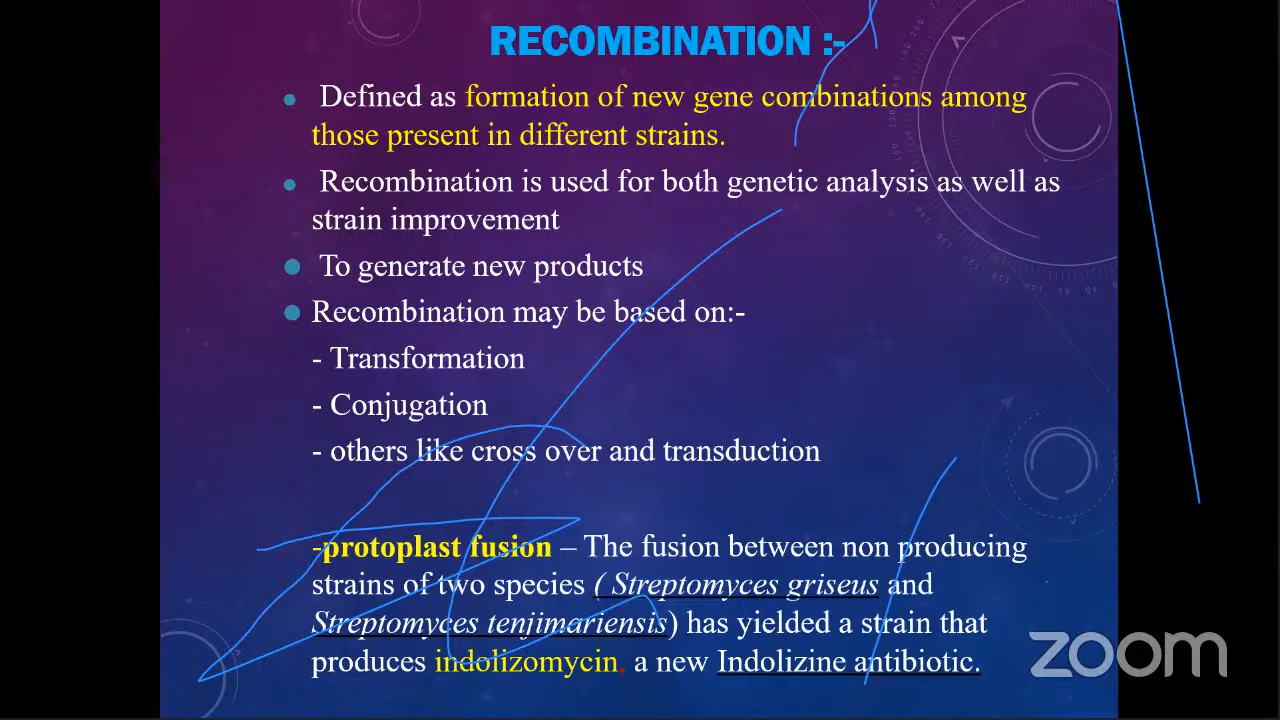 RECOMBINATION :-
Defined as formation of new gene combinations among
those present in different strains.
Recombination is used for both genetic analysis as well as
strain improvement
To generate new products
Recombination may be based on:-
- Transformation
- Conjugation
- others like cross over and transduction
-protoplast fusion – The fusion between non producing
strains of two species ( Streptomyces griseus and
Streptomyces tenjimariensis) has yielded a strain that
produces indolizomycin, a new Indolizine antibiotic.
zoom